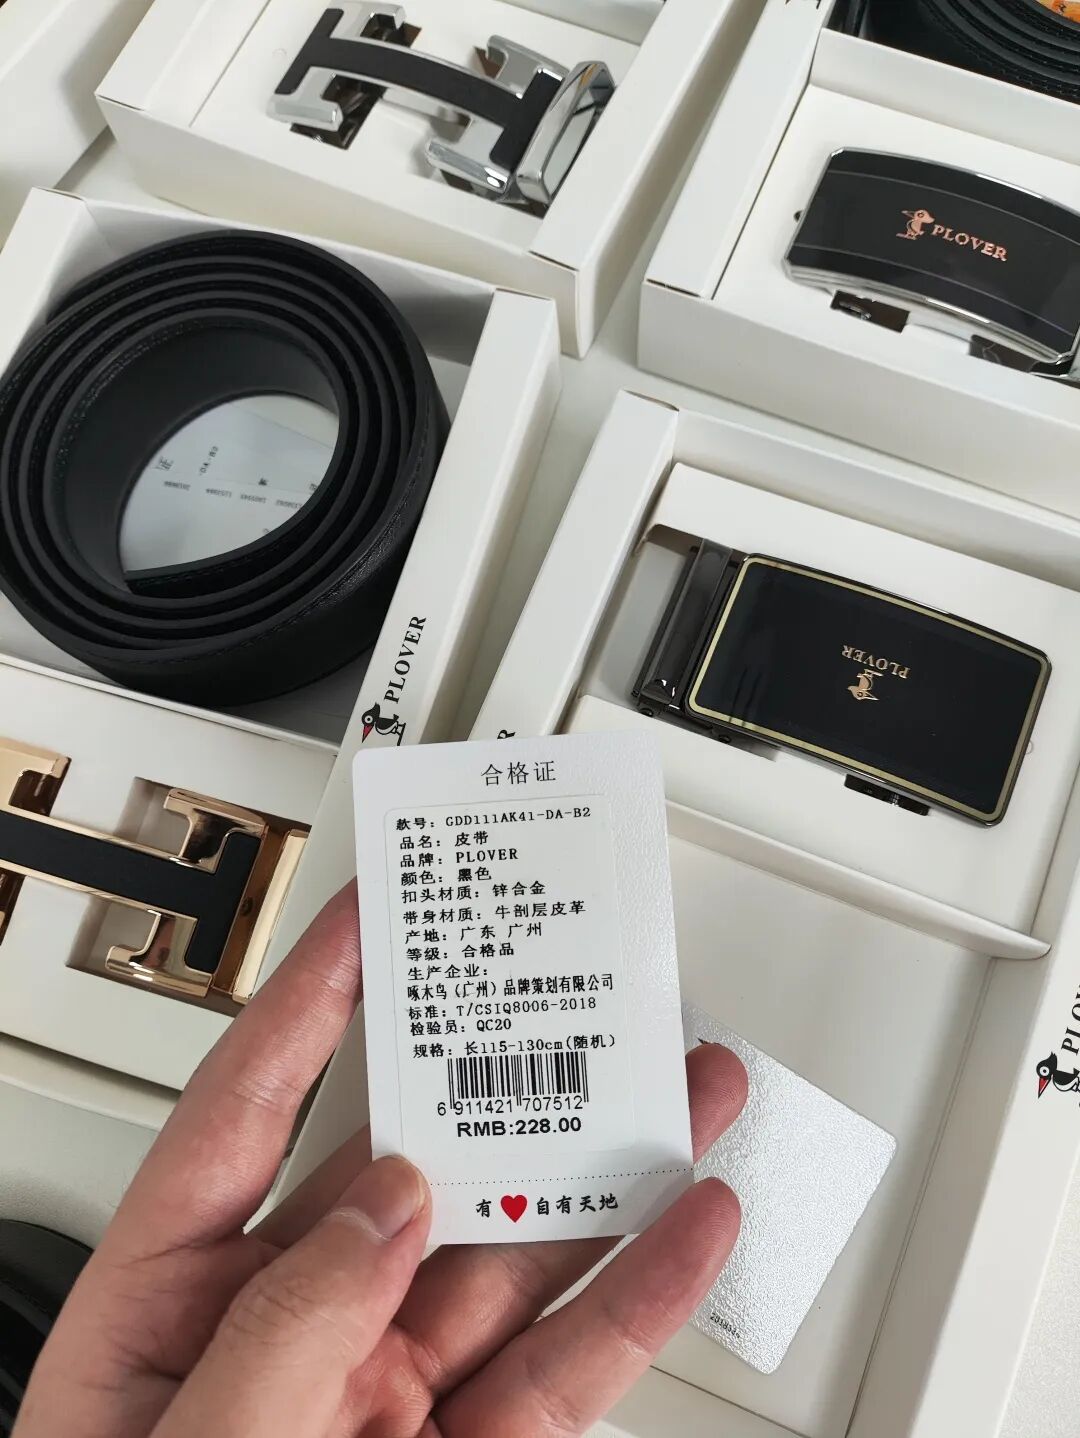 PLOVER
PLOVER
PLOVER
合格证
款号：GDD111AK41-DA-B2
品名：皮带
品牌：PLOVER
颜色：黑色
扣头材质：锌合金
带身材质：牛剖层皮革
产地：广东 广州
等级：合格品
生产企业：
啄木鸟（广州）品牌策划有限公司
标准：T/CSIQ8006-2018
检验员：QC20
规格：长115-130cm(随机)
6 911421 707512
RMB:228.00
有❤自有天地